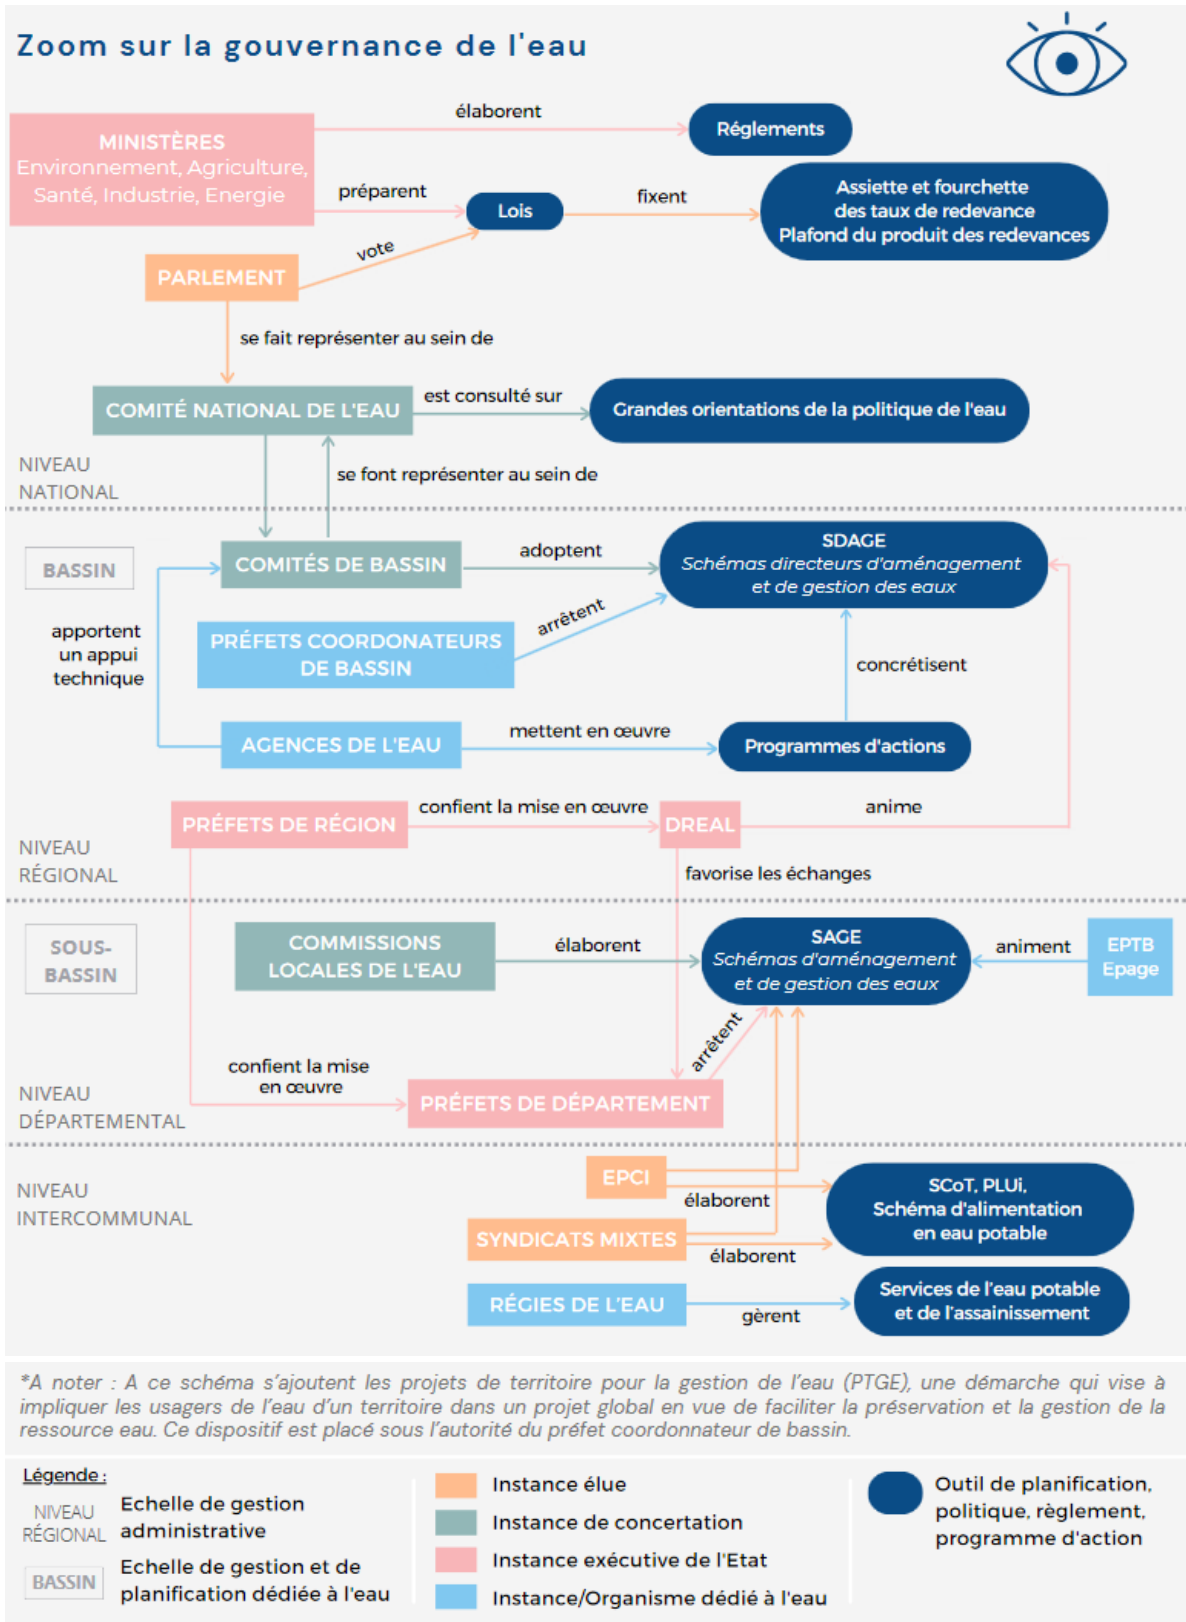 Zoom sur la gouvernance de l'eau
MINISTÈRES
Environnement, Agriculture,
Santé, Industrie, Energie
élaborent
Réglements
préparent
Lois
fixent
Assiette et fourchette
des taux de redevance
Plafond du produit des redevances
vote
PARLEMENT
se fait représenter au sein de
COMITÉ NATIONAL DE L'EAU
est consulté sur
Grandes orientations de la politique de l'eau
se font représenter au sein de
NIVEAU
NATIONAL
BASSIN
COMITÉS DE BASSIN
adoptent
SDAGE
Schémas directeurs d'aménagement
et de gestion des eaux
PRÉFETS COORDONATEURS
DE BASSIN
arrêtent
apportent
un appui
technique
concrétisent
AGENCES DE L'EAU
mettent en œuvre
Programmes d'actions
PRÉFETS DE RÉGION
confient la mise en œuvre
DREAL
anime
NIVEAU
RÉGIONAL
favorise les échanges
SOUS-
BASSIN
COMMISSIONS
LOCALES DE L'EAU
élaborent
SAGE
Schémas d'aménagement
et de gestion des eaux
animent
EPTB
Epage
arrêtent
confient la mise
en œuvre
PRÉFETS DE DÉPARTEMENT
NIVEAU
DÉPARTEMENTAL
NIVEAU
INTERCOMMUNAL
EPCI
élaborent
SCoT, PLUi,
Schéma d'alimentation
en eau potable
SYNDICATS MIXTES
élaborent
RÉGIES DE L'EAU
gèrent
Services de l'eau potable
et de l'assainissement
*A noter : A ce schéma s'ajoutent les projets de territoire pour la gestion de l'eau (PTGE), une démarche qui vise à
impliquer les usagers de l'eau d'un territoire dans un projet global en vue de faciliter la préservation et la gestion de la
ressource eau. Ce dispositif est placé sous l'autorité du préfet coordonnateur de bassin.
Légende :
NIVEAU
RÉGIONAL
Echelle de gestion
administrative
BASSIN
Echelle de gestion et de
planification dédiée à l'eau
Instance élue
Instance de concertation
Instance exécutive de l'Etat
Instance/Organisme dédié à l'eau
Outil de planification,
politique, règlement,
programme d'action